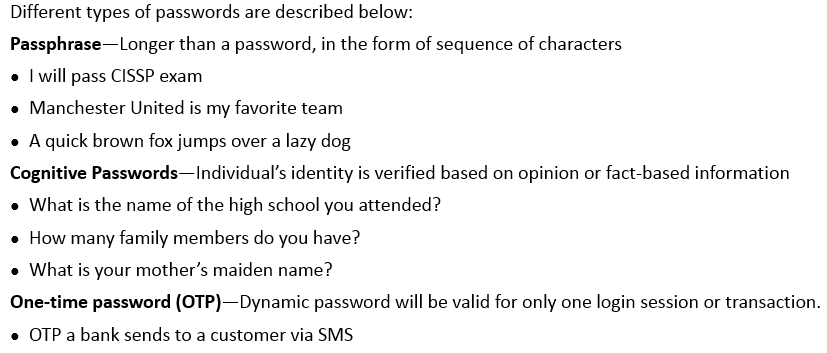 Different types of passwords are described below:
Passphrase—Longer than a password, in the form of sequence of characters
• I will pass CISSP exam
• Manchester United is my favorite team
• A quick brown fox jumps over a lazy dog
Cognitive Passwords—Individual’s identity is verified based on opinion or fact-based information
• What is the name of the high school you attended?
• How many family members do you have?
• What is your mother’s maiden name?
One-time password (OTP)—Dynamic password will be valid for only one login session or transaction.
• OTP a bank sends to a customer via SMS